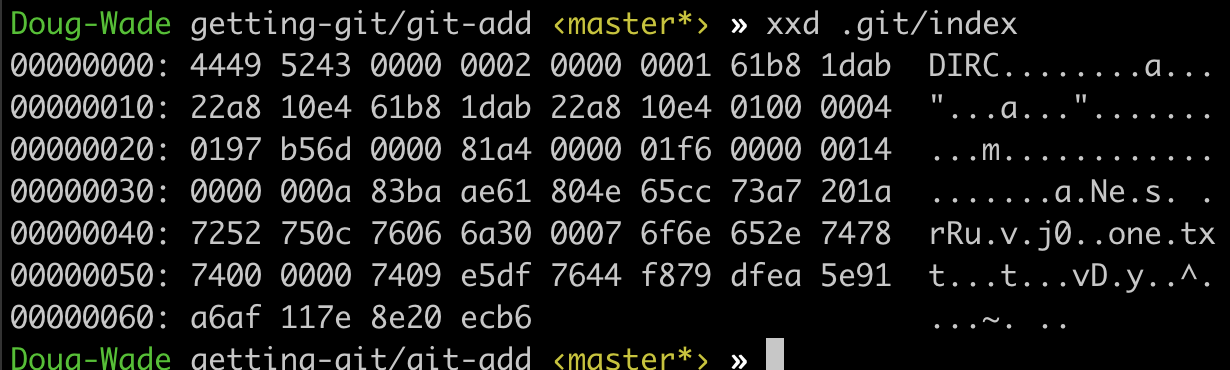 Doug-Wade getting-git/git-add ‹master*› » xxd .git/index
00000000: 4449 5243 0000 0002 0000 0001 61b8 1dab  DIRC........a...
00000010: 22a8 10e4 61b8 1dab 22a8 10e4 0100 0004  "...a...".......
00000020: 0197 b56d 0000 81a4 0000 01f6 0000 0014  ...m............
00000030: 0000 000a 83ba ae61 804e 65cc 73a7 201a  .......a.Ne.s. .
00000040: 7252 750c 7606 6a30 0007 6f6e 652e 7478  rRu.v.j0..one.tx
00000050: 7400 0000 7409 e5df 7644 f879 dfea 5e91  t...t...vD.y..^.
00000060: a6af 117e 8e20 ecb6                      ...~. ..
Doug-Wade getting-git/git-add ‹master*› »